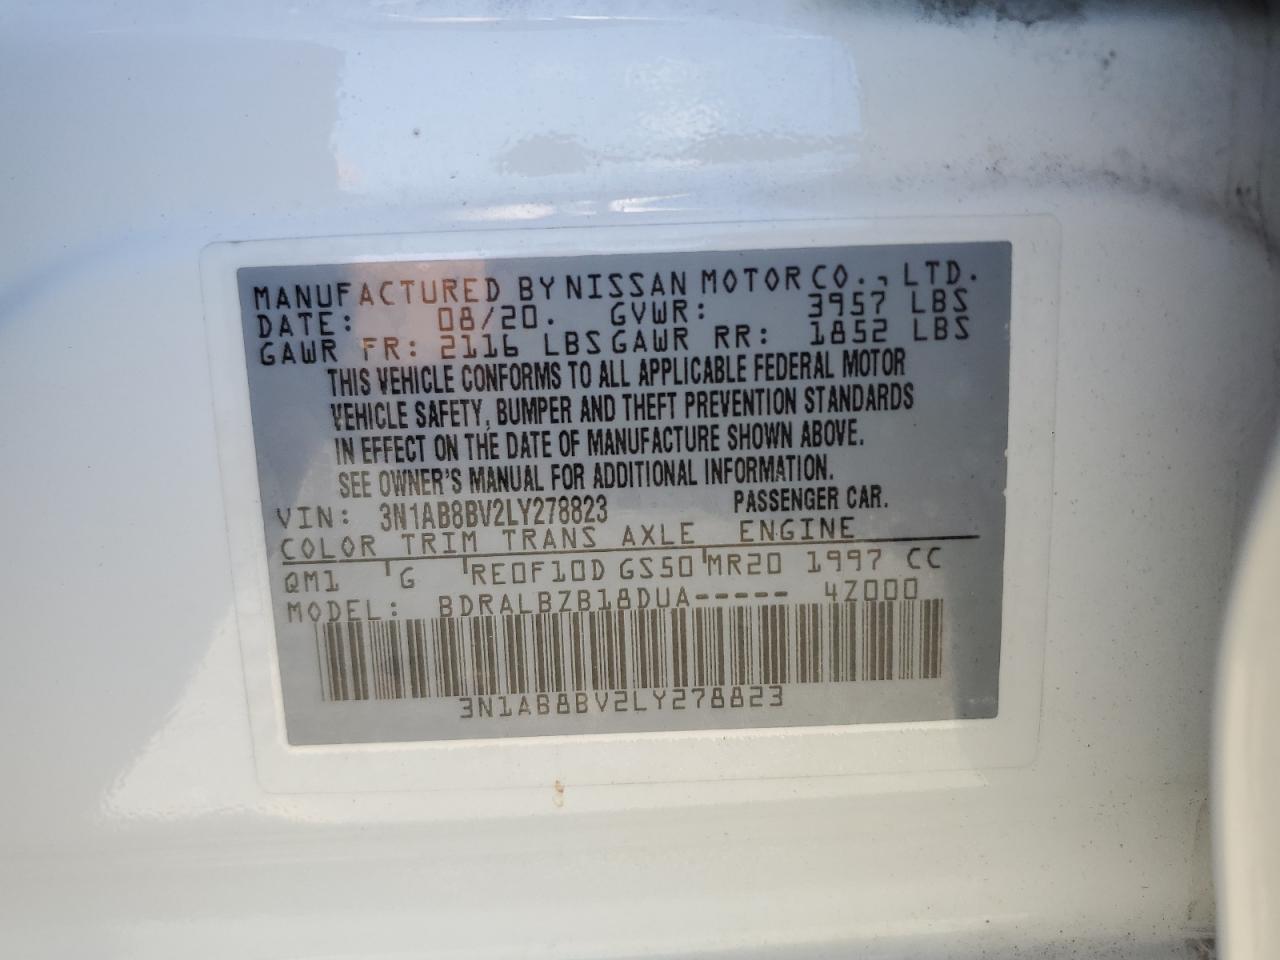 MANUFACTURED BY NISSAN MOTOR CO., LTD.
DATE: 08/20. GVWR: 3957 LBS
GAWR FR: 2116 LBS GAWR RR: 1852 LBS
THIS VEHICLE CONFORMS TO ALL APPLICABLE FEDERAL MOTOR
VEHICLE SAFETY, BUMPER AND THEFT PREVENTION STANDARDS
IN EFFECT ON THE DATE OF MANUFACTURE SHOWN ABOVE.
SEE OWNER'S MANUAL FOR ADDITIONAL INFORMATION.
VIN: 3N1AB8BV2LY278823 PASSENGER CAR.
COLOR TRIM TRANS AXLE ENGINE
QM1 G RE0F10D GS50 MR20 1997 CC
MODEL: BDRALBZB18DUA----- 4Z000
3N1AB8BV2LY278823